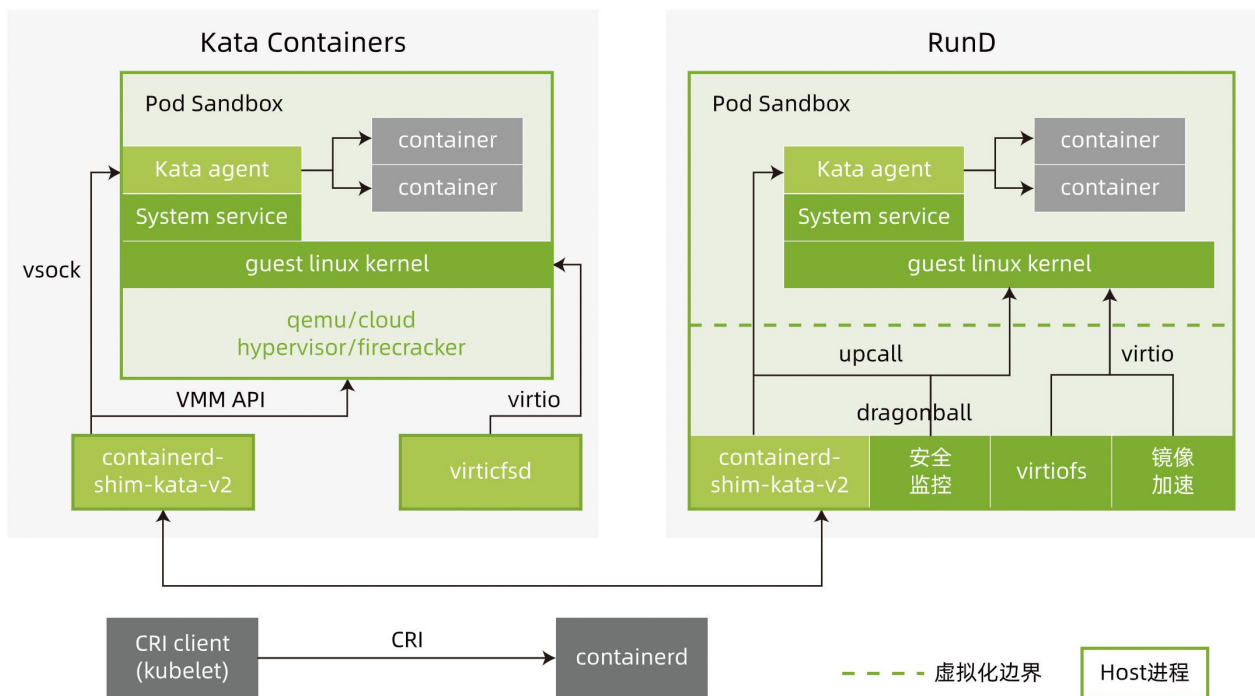 Kata Containers
Pod Sandbox
container
container
Kata agent
System service
guest linux kernel
qemu/cloud
hypervisor/firecracker
vsock
VMM API
virtio
containerd-
shim-kata-v2
virticfsd
RunD
Pod Sandbox
container
container
Kata agent
System service
guest linux kernel
upcall
virtio
dragonball
containerd-
shim-kata-v2
安全
监控
virtiofs
镜像
加速
CRI client
(kubelet)
CRI
containerd
虚拟化边界
Host进程